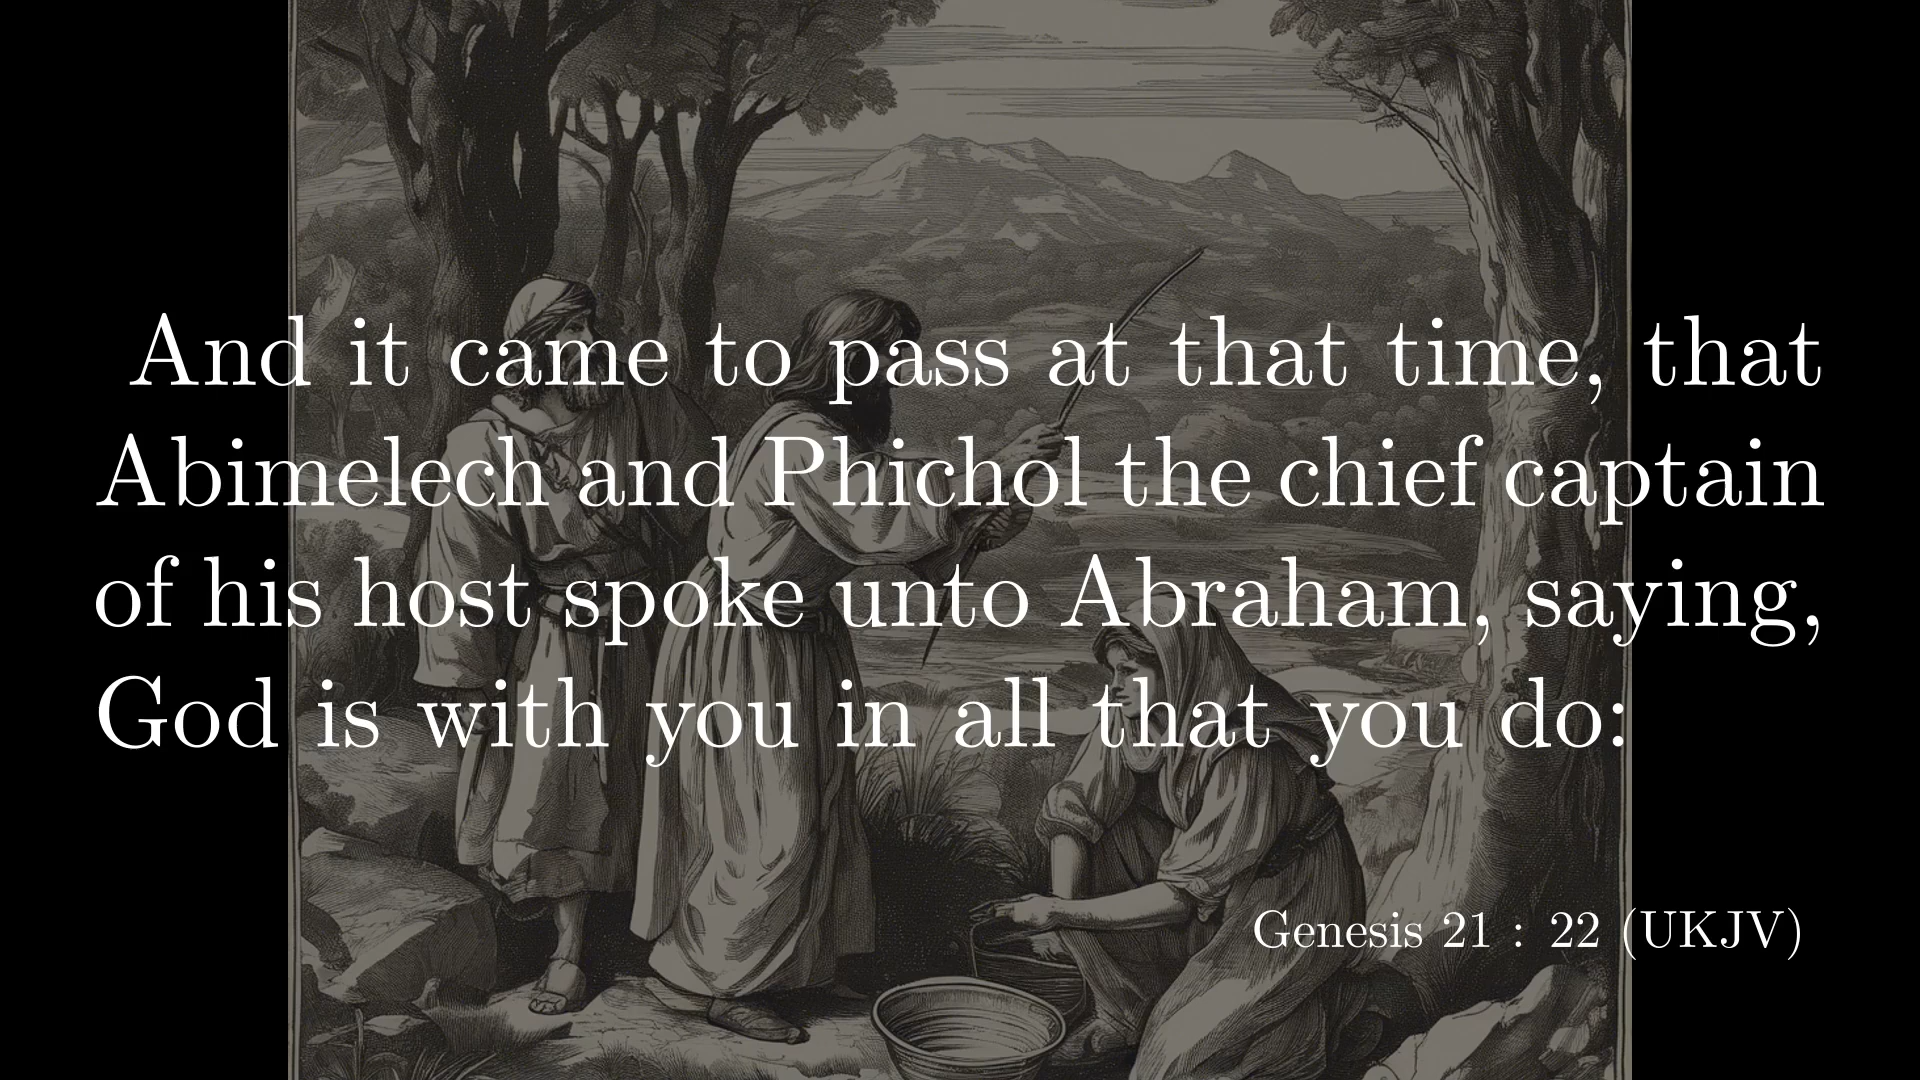 And it came to pass at that time, that
Abimelech and Phichol the chief captain
of his host spoke unto Abraham, saying,
God is with you in all that you do:
Genesis 21 : 22 (UKJV)